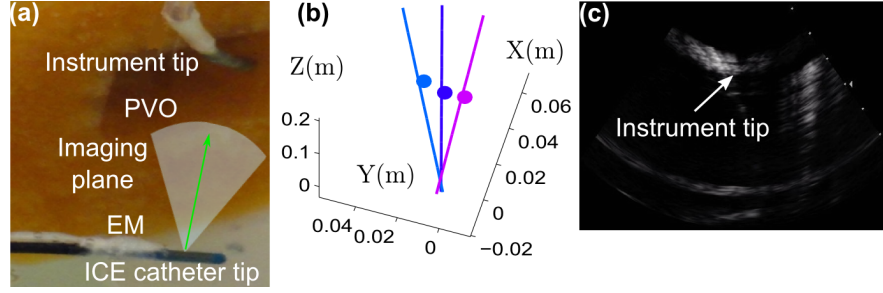 (a)
Instrument tip
PVO
Imaging
plane
EM
ICE catheter tip
(b)
Z(m)
0.2
0.1
0
Y(m)
0.04
0.02
0
X(m)
0.06
0.04
0.02
0
−0.02
(c)
Instrument tip